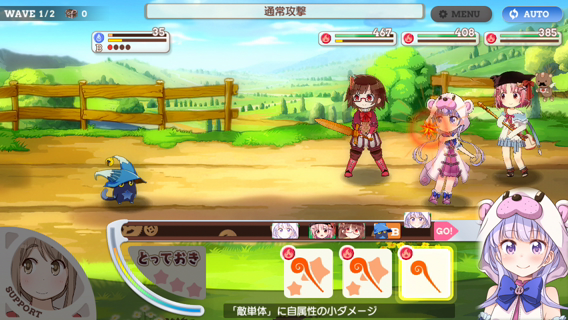 WAVE 1/2 0
通常攻撃
MENU
AUTO
35
B
467
408
385
B
GO!
とっておき
SUPPORT
「敵単体」に自属性の小ダメージ